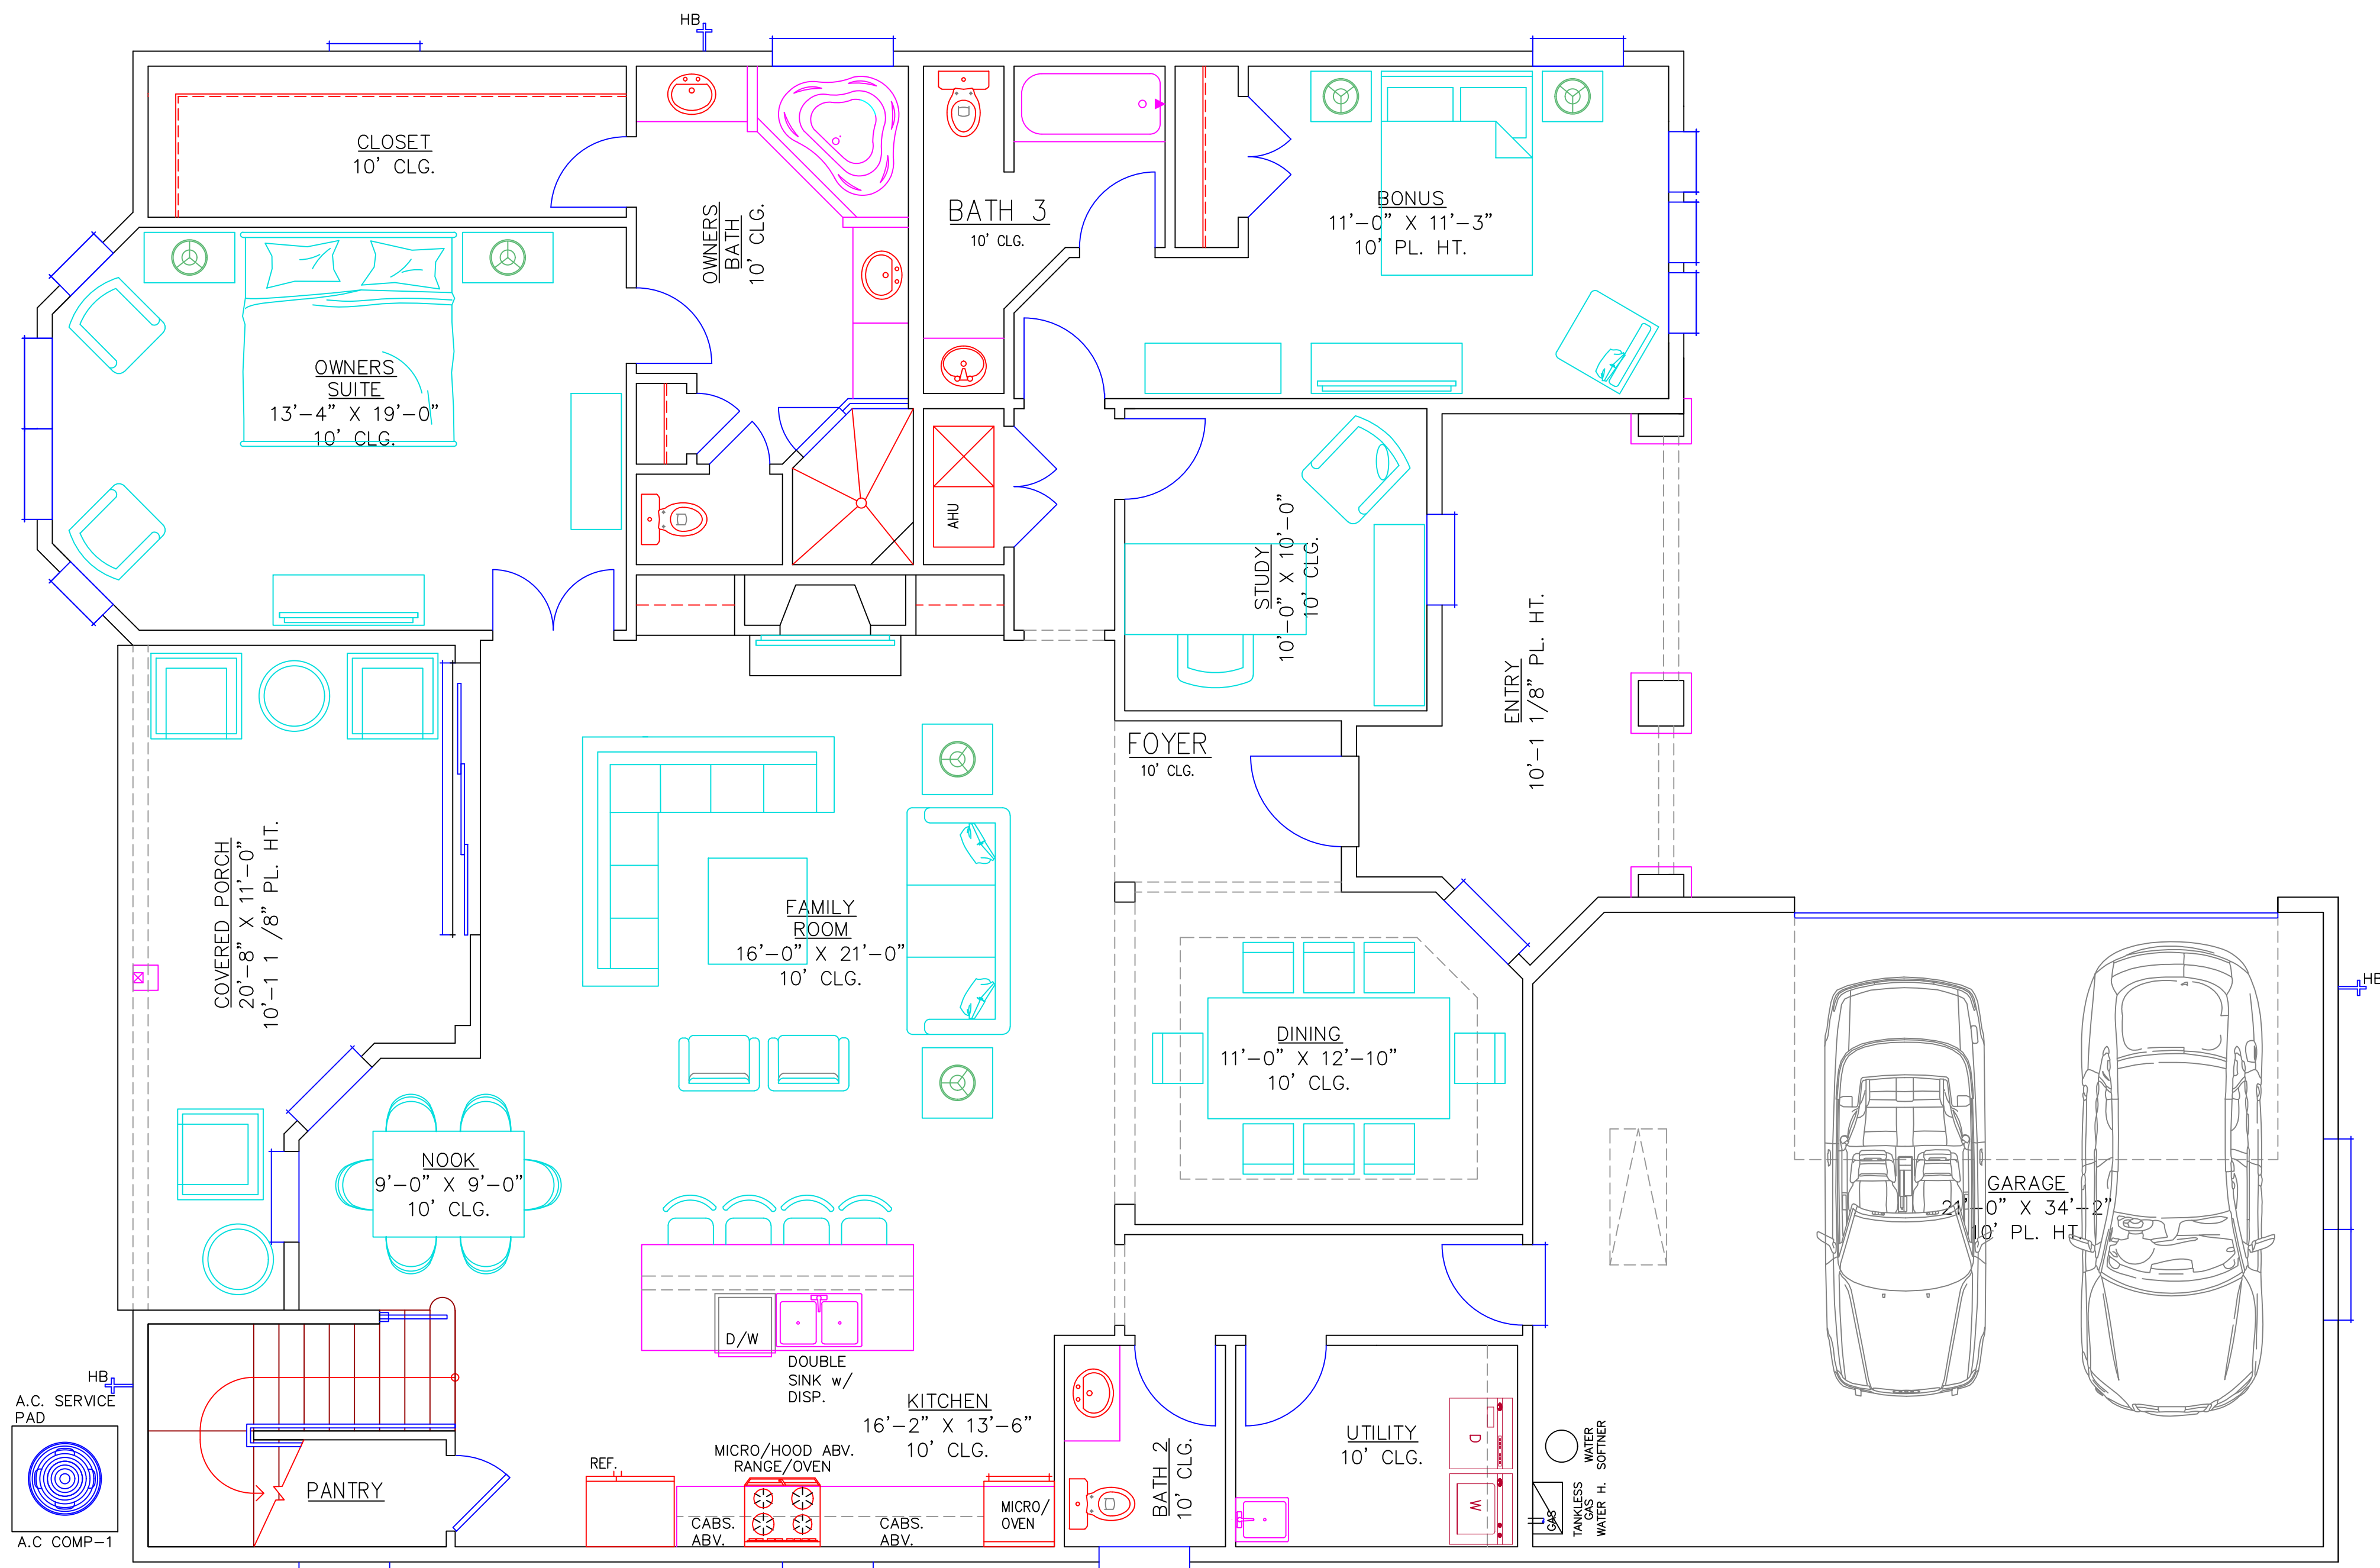 HB
CLOSET
10' CLG.
OWNERS
BATH
10' CLG.
BATH 3
10' CLG.
BONUS
11'-0" X 11'-3"
10' PL. HT.
OWNERS
SUITE
13'-4" X 19'-0"
10' CLG.
AHU
STUDY
10'-0" X 10'-0"
10' CLG.
ENTRY
10'-1 1/8" PL. HT.
FOYER
10' CLG.
COVERED PORCH
20'-8" X 11'-0"
10'-1 1 /8" PL. HT.
FAMILY
ROOM
16'-0" X 21'-0"
10' CLG.
HB
DINING
11'-0" X 12'-10"
10' CLG.
NOOK
9'-0" X 9'-0"
10' CLG.
GARAGE
21'-0" X 34'-2"
10' PL. HT.
D/W
DOUBLE
SINK w/
DISP.
HB
A.C. SERVICE
PAD
A.C COMP-1
PANTRY
KITCHEN
16'-2" X 13'-6"
10' CLG.
REF.
MICRO/HOOD ABV.
RANGE/OVEN
CABS.
ABV.
CABS.
ABV.
MICRO/
OVEN
BATH 2
10' CLG.
UTILITY
10' CLG.
D
W
WATER
SOFTNER
GAS
TANKLESS
GAS
WATER H.